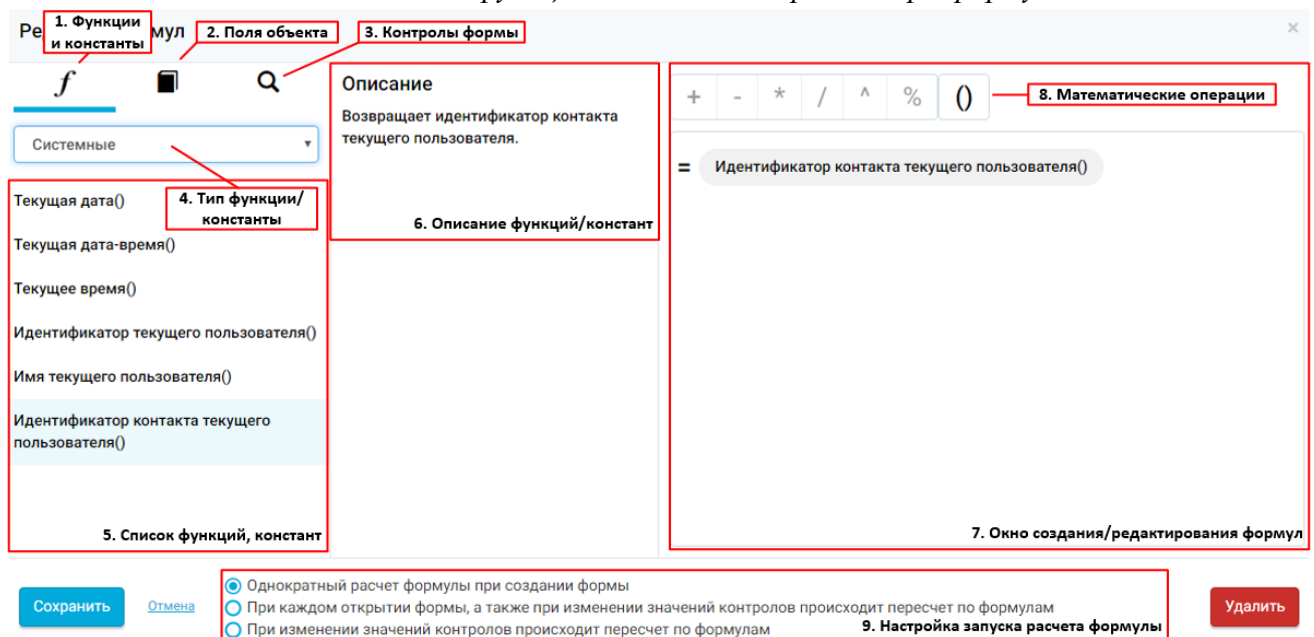 Ре
1. Функции
и константы
мул
2. Поля объекта
3. Контролы формы
×
f
Описание
Возвращает идентификатор контакта
текущего пользователя.
+ - * / ^ % ()
8. Математические операции
Системные
= Идентификатор контакта текущего пользователя()
Текущая дата()
4. Тип функции/
константы
6. Описание функций/констант
Текущая дата-время()
Текущее время()
Идентификатор текущего пользователя()
Имя текущего пользователя()
Идентификатор контакта текущего
пользователя()
5. Список функций, констант
7. Окно создания/редактирования формул
Сохранить
Отмена
Однократный расчет формулы при создании формы
При каждом открытии формы, а также при изменении значений контролов происходит пересчет по формулам
При изменении значений контролов происходит пересчет по формулам
9. Настройка запуска расчета формулы
Удалить